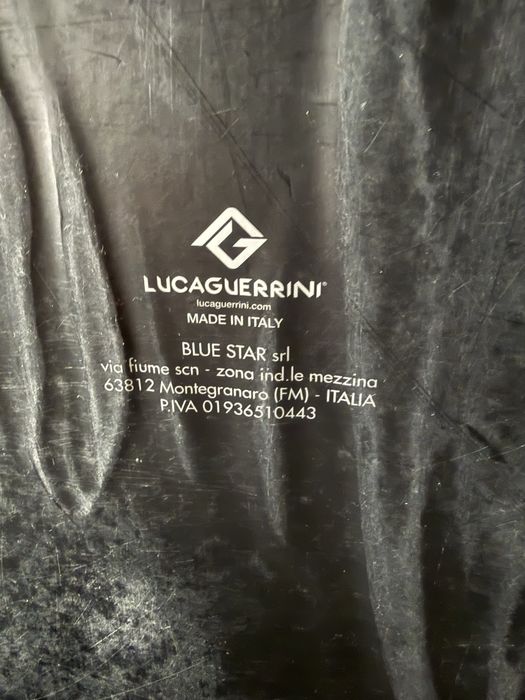 LUCAGUERRINI®
lucaguerrini.com
MADE IN ITALY
BLUE STAR srl
via fiume scn - zona ind.le mezzina
63812 Montegranaro (FM) - ITALIA
P.IVA 01936510443